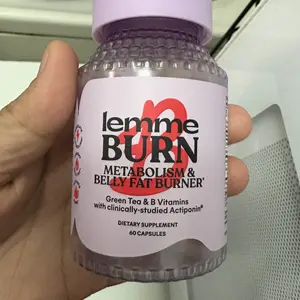 lemme
BURN
METABOLISM &
BELLY FAT BURNER*
Green Tea & B Vitamins
with clinically-studied Actiponin®
DIETARY SUPPLEMENT
60 CAPSULES